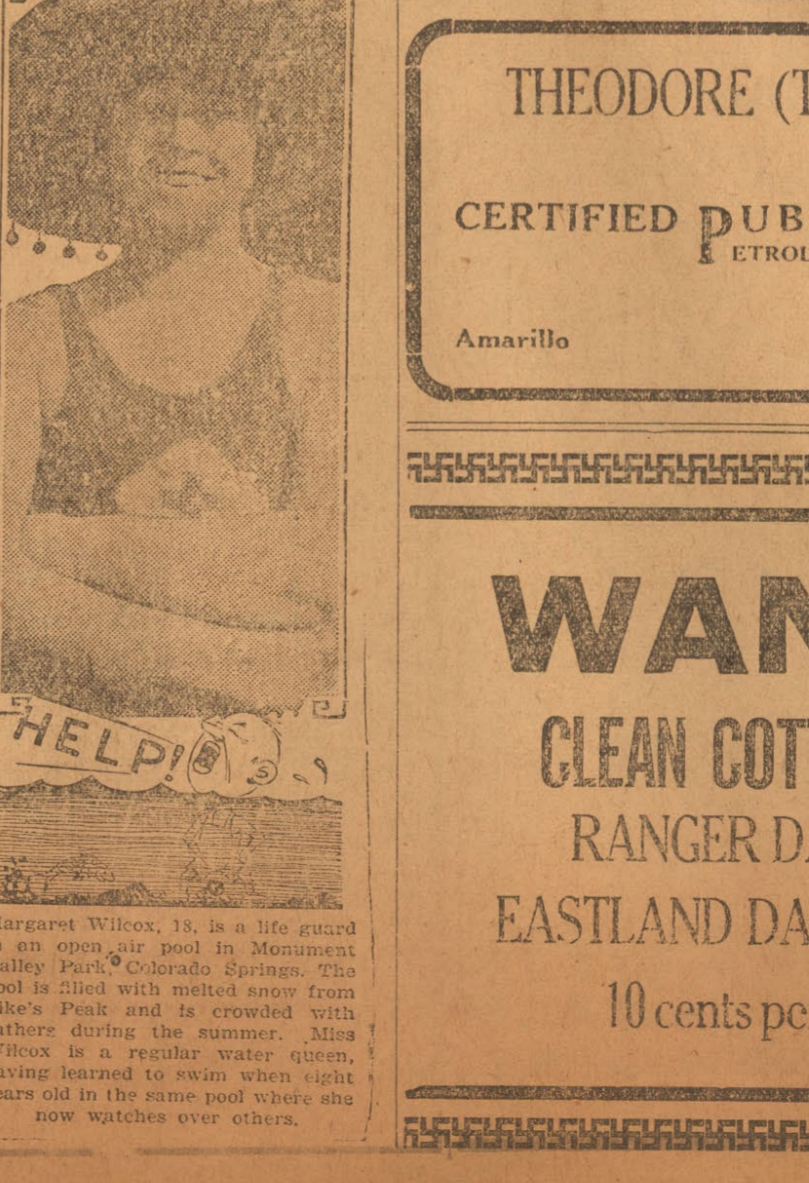 HELP!
argaret Wilcox, 18, is a life guard
an open air pool in Monument
alley Park, Colorado Springs. The
ool is filled with melted snow from
ike's Peak and is crowded with
athers during the summer. Miss
ilcox is a regular water queen,
aving learned to swim when eight
ears old in the same pool where she
now watches over others.
THEODORE (T
CERTIFIED PUB
PETROL
Amarillo
WAN
CLEAN COT
RANGER DA
EASTLAND DA
10 cents pe